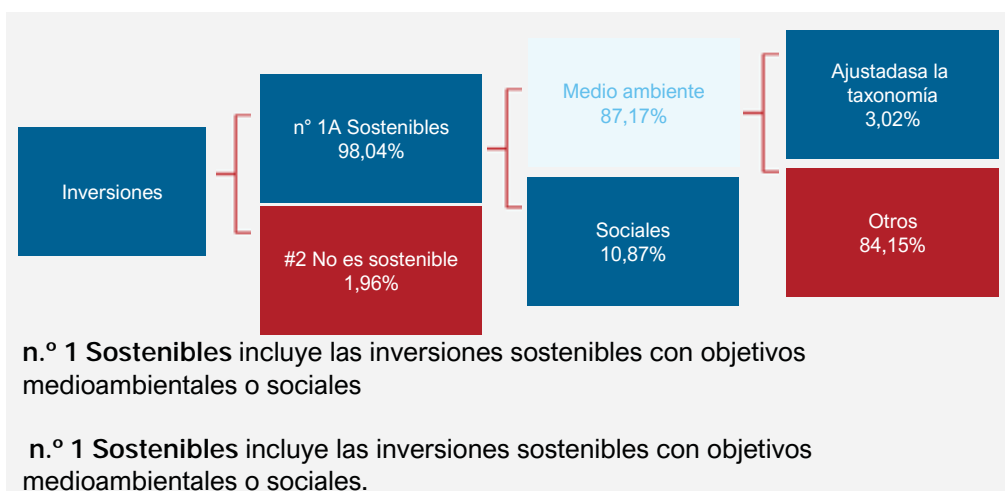 Inversiones
n° 1A Sostenibles
98,04%
#2 No es sostenible
1,96%
Medio ambiente
87,17%
Sociales
10,87%
Ajustadasa la
taxonomía
3,02%
Otros
84,15%
n.º 1 Sostenibles incluye las inversiones sostenibles con objetivos
medioambientales o sociales
n.º 1 Sostenibles incluye las inversiones sostenibles con objetivos
medioambientales o sociales.